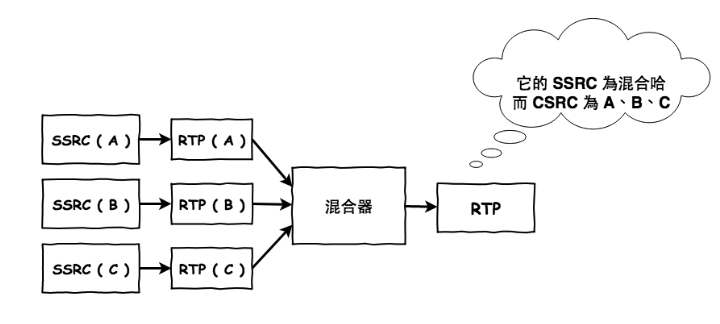 它的 SSRC 為混合哈
而 CSRC 為 A、B、C
SSRC ( A )
RTP ( A )
SSRC ( B )
RTP ( B )
混合器
RTP
SSRC ( C )
RTP ( C )